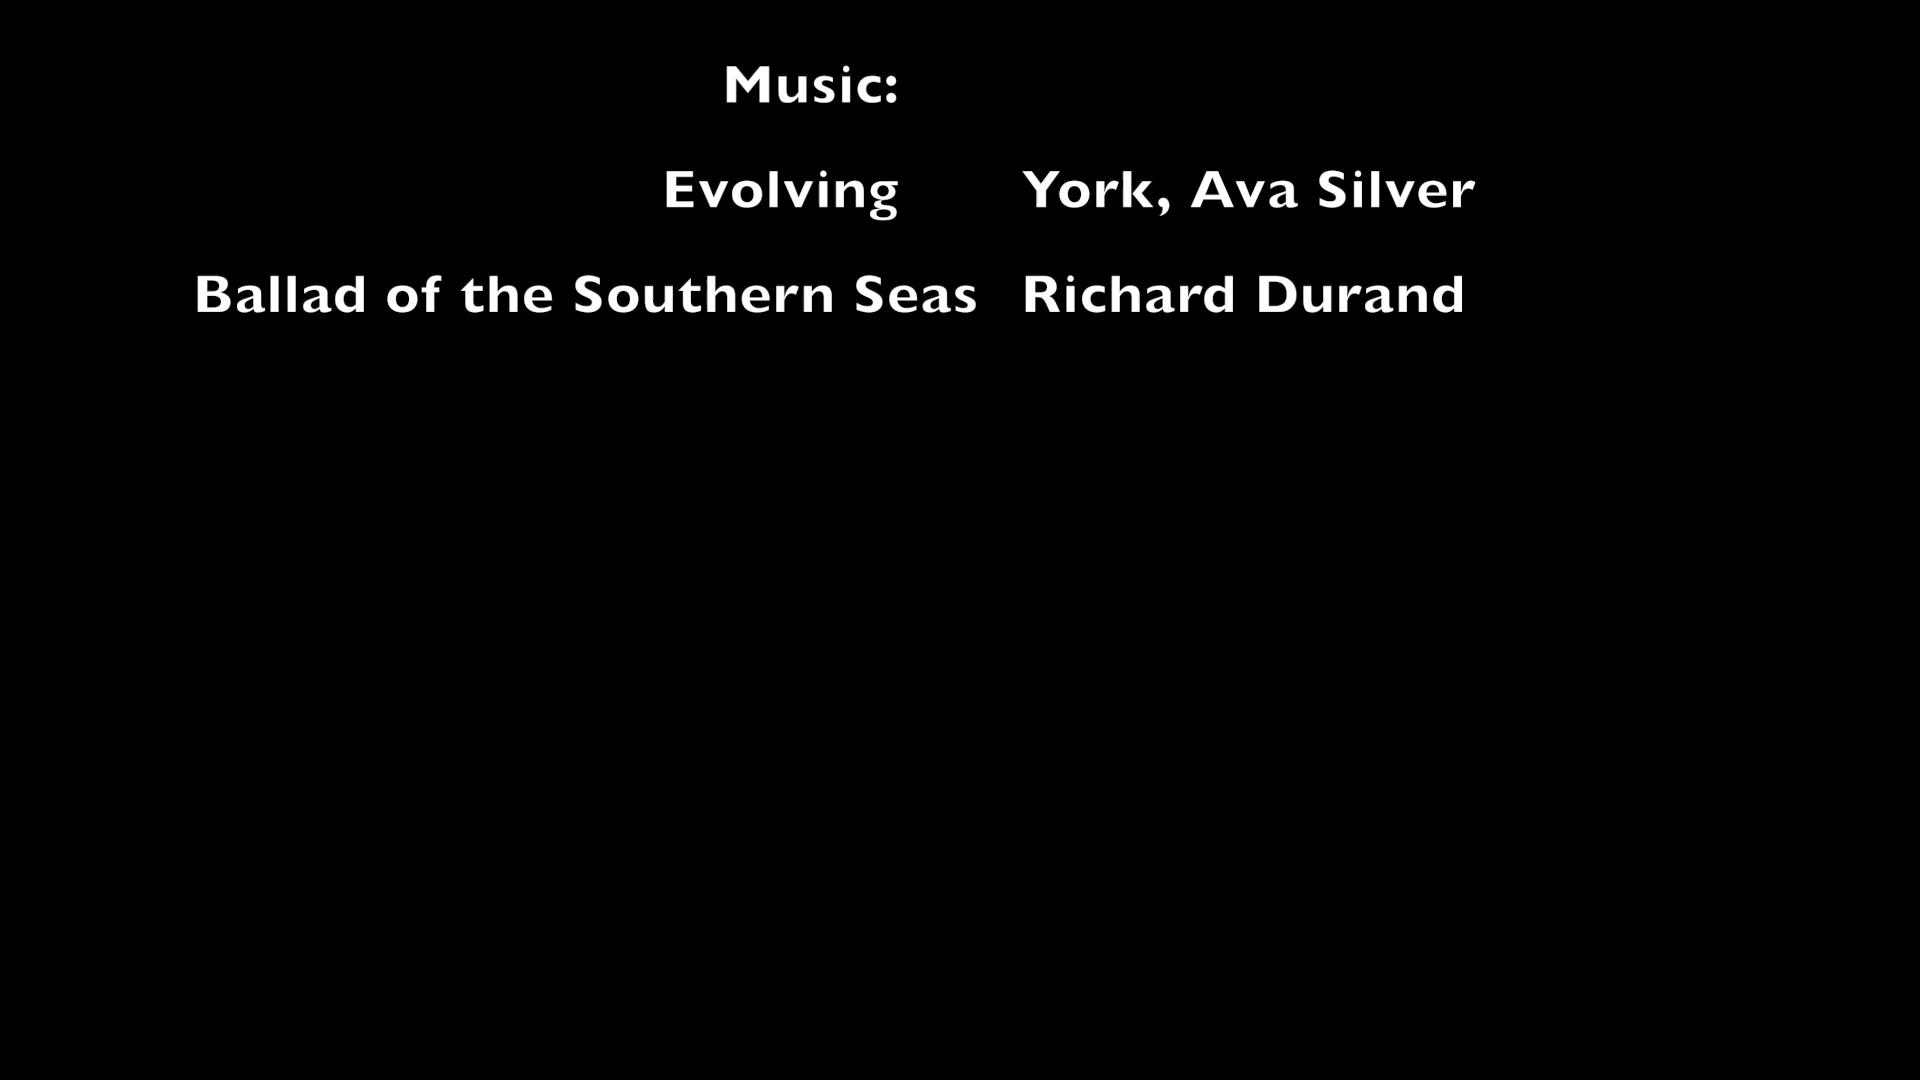 Music:
Evolving York, Ava Silver
Ballad of the Southern Seas Richard Durand